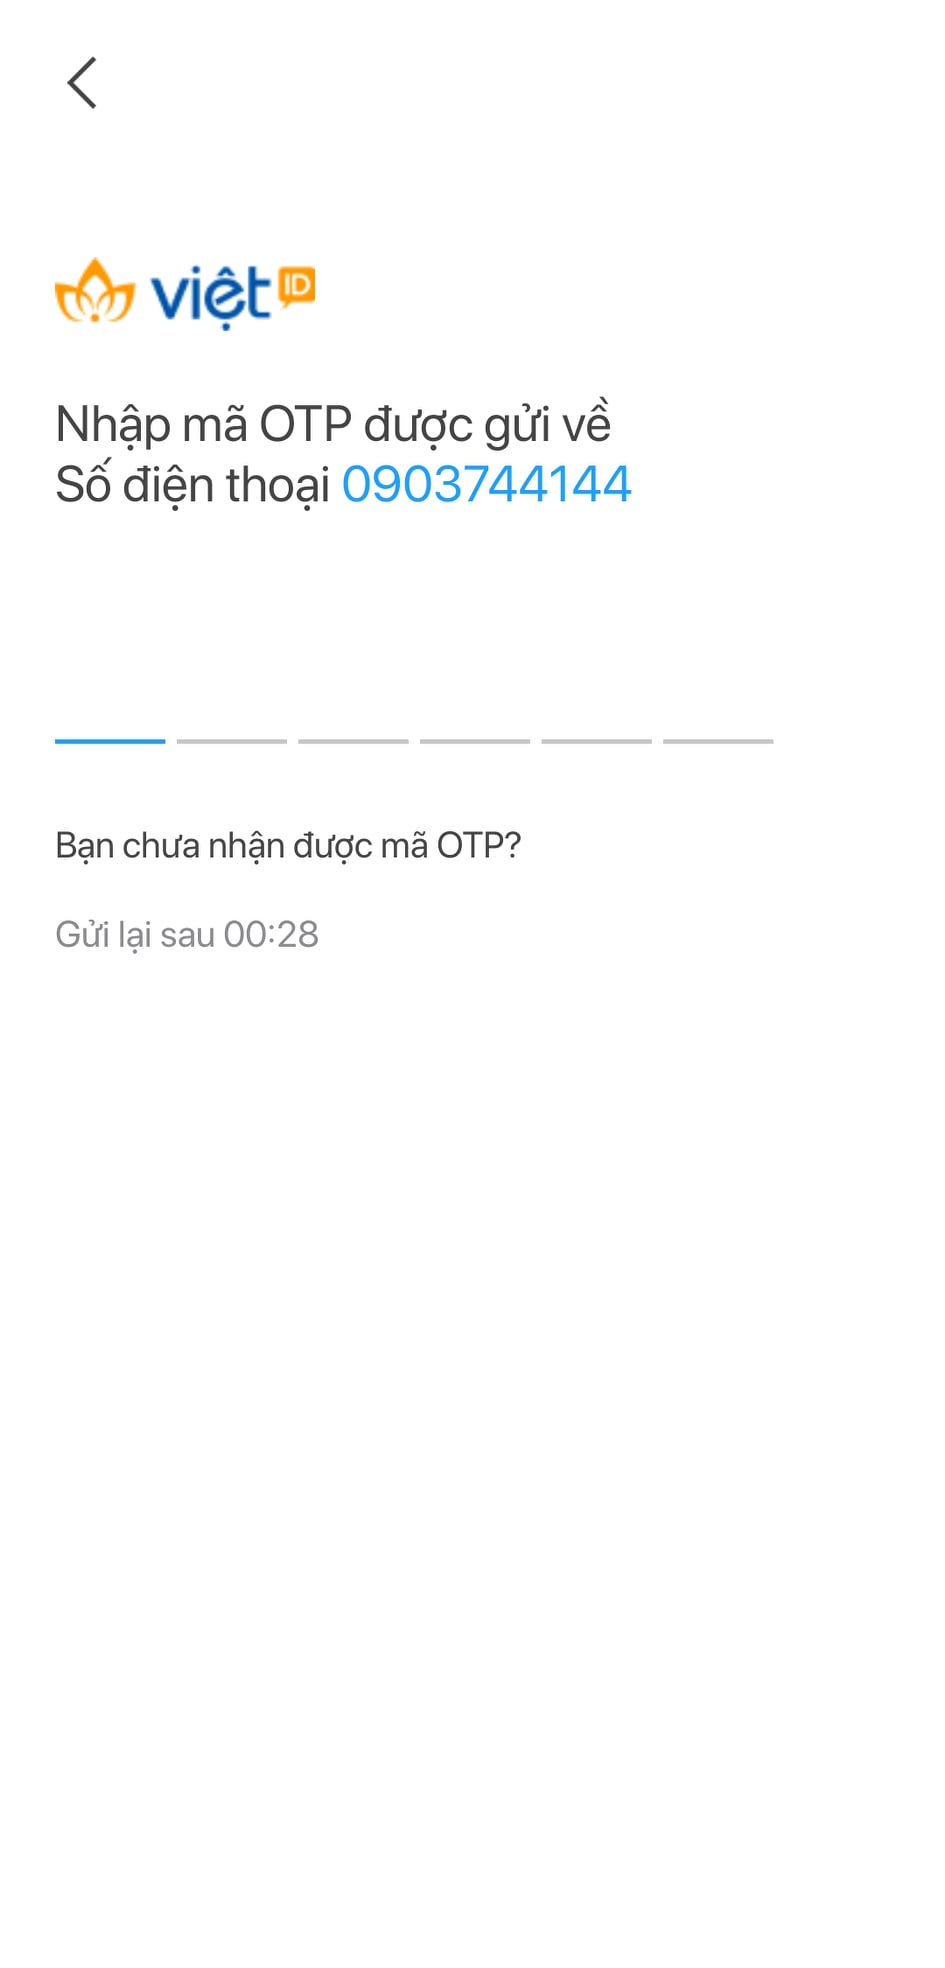 việt ID
Nhập mã OTP được gửi về
Số điện thoại 0903744144
Bạn chưa nhận được mã OTP?
Gửi lại sau 00:28